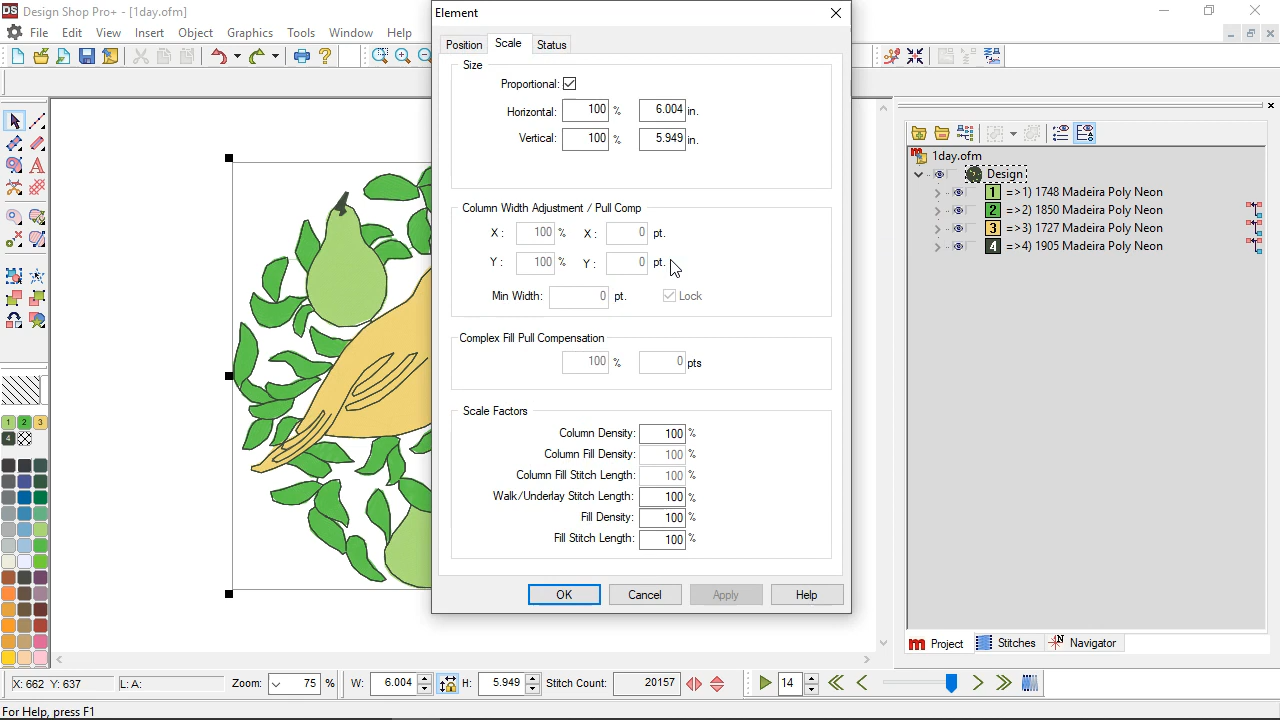 DS Design Shop Pro+ - [1day.ofm]
File Edit View Insert Object Graphics Tools Window Help
Element
Position Scale Status
Size
Proportional:
Horizontal: 100 % 6.004 in.
Vertical: 100 % 5.949 in.
Column Width Adjustment / Pull Comp
X: 100 % X: 0 pt.
Y: 100 % Y: 0 pt.
Min Width: 0 pt. Lock
Complex Fill Pull Compensation
100 % 0 pts
Scale Factors
Column Density: 100 %
Column Fill Density: 100 %
Column Fill Stitch Length: 100 %
Walk/Underlay Stitch Length: 100 %
Fill Density: 100 %
Fill Stitch Length: 100 %
OK Cancel Apply Help
1day.ofm
Design
1 =>1) 1748 Madeira Poly Neon
2 =>2) 1850 Madeira Poly Neon
3 =>3) 1727 Madeira Poly Neon
4 =>4) 1905 Madeira Poly Neon
1 2 3
4
Project Stitches Navigator
X: 662 Y: 637 L: A: Zoom: 75 % W: 6.004 H: 5.949 Stitch Count: 20157 14
For Help, press F1